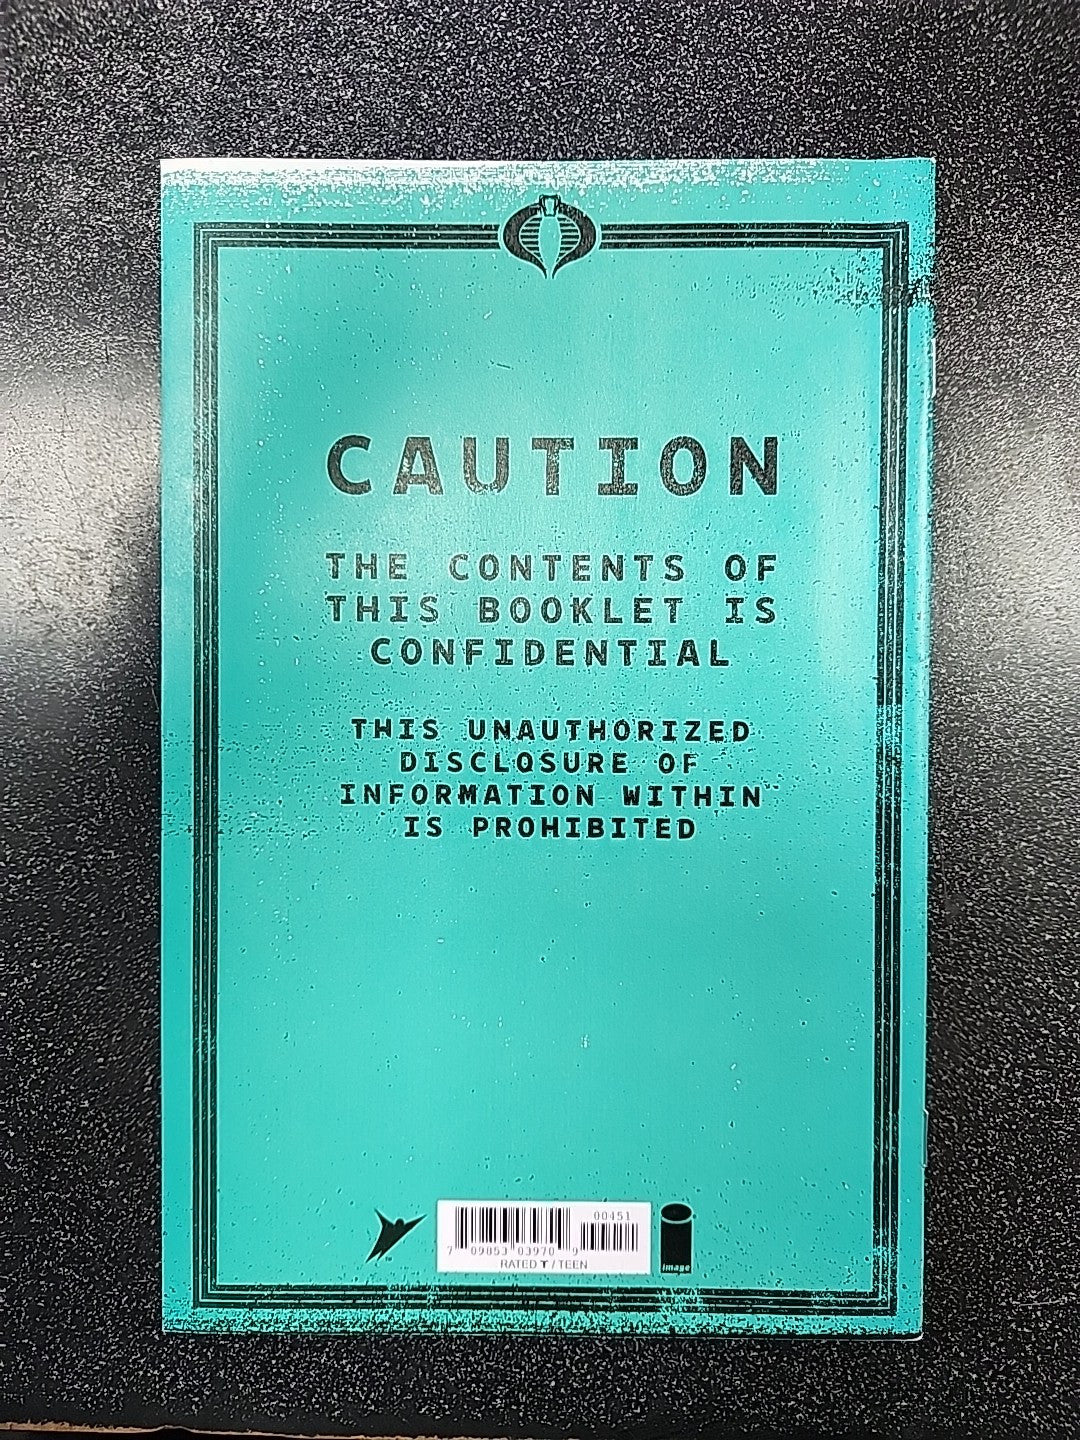 CAUTION
THE CONTENTS OF
THIS BOOKLET IS
CONFIDENTIAL
THIS UNAUTHORIZED
DISCLOSURE OF
INFORMATION WITHIN
IS PROHIBITED
00451
7 09853 03970 9
RATED T / TEEN
image